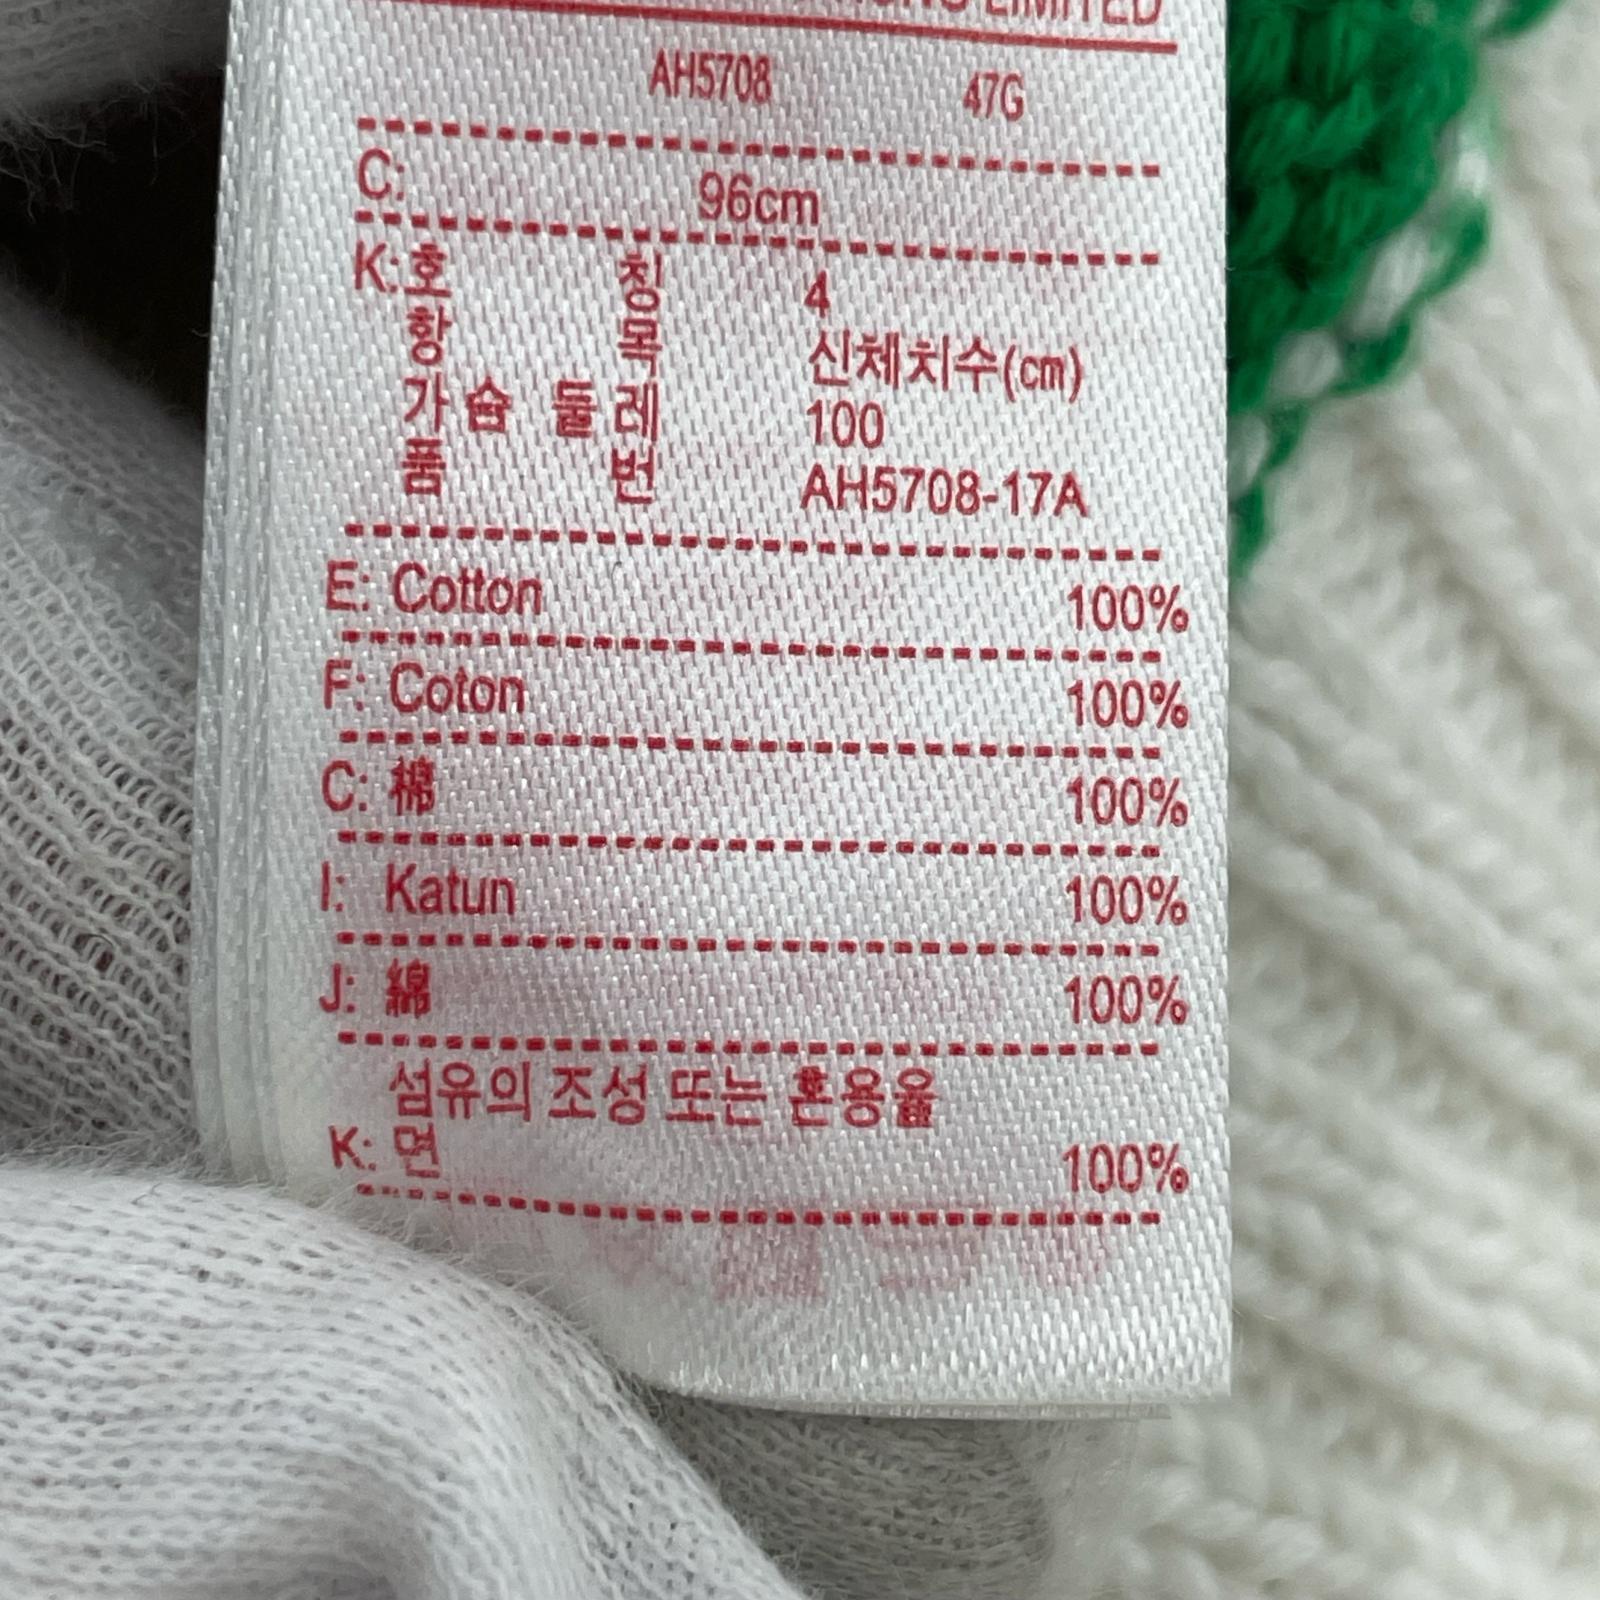 LIMITED
AH5708 47G
C: 96cm
K: 호 칭 4
항 목 신체치수(cm)
가 슴 둘 레 100
품 번 AH5708-17A
E: Cotton 100%
F: Coton 100%
C: 棉 100%
I: Katun 100%
J: 綿 100%
섬유의 조성 또는 혼용율
K: 면 100%